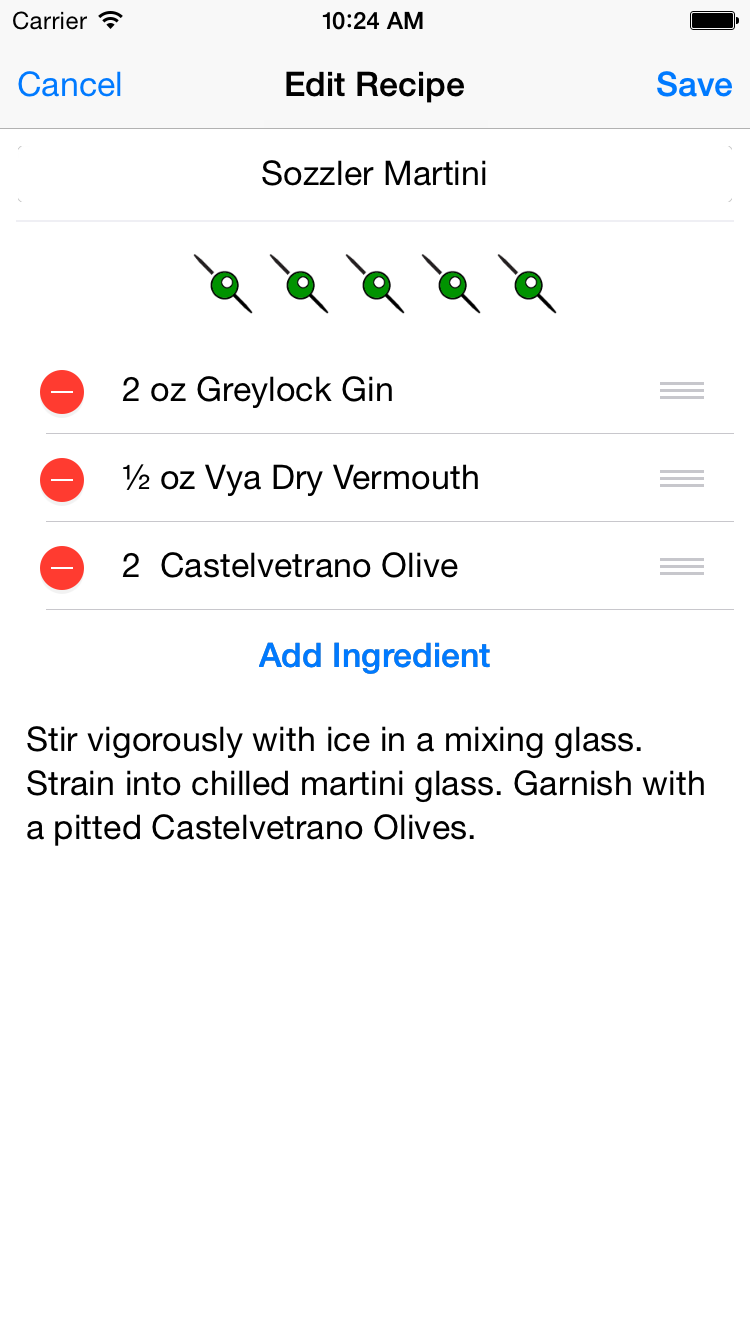 Carrier 10:24 AM
Cancel Edit Recipe Save
Sozzler Martini
2 oz Greylock Gin
½ oz Vya Dry Vermouth
2  Castelvetrano Olive
Add Ingredient
Stir vigorously with ice in a mixing glass.
Strain into chilled martini glass. Garnish with
a pitted Castelvetrano Olives.